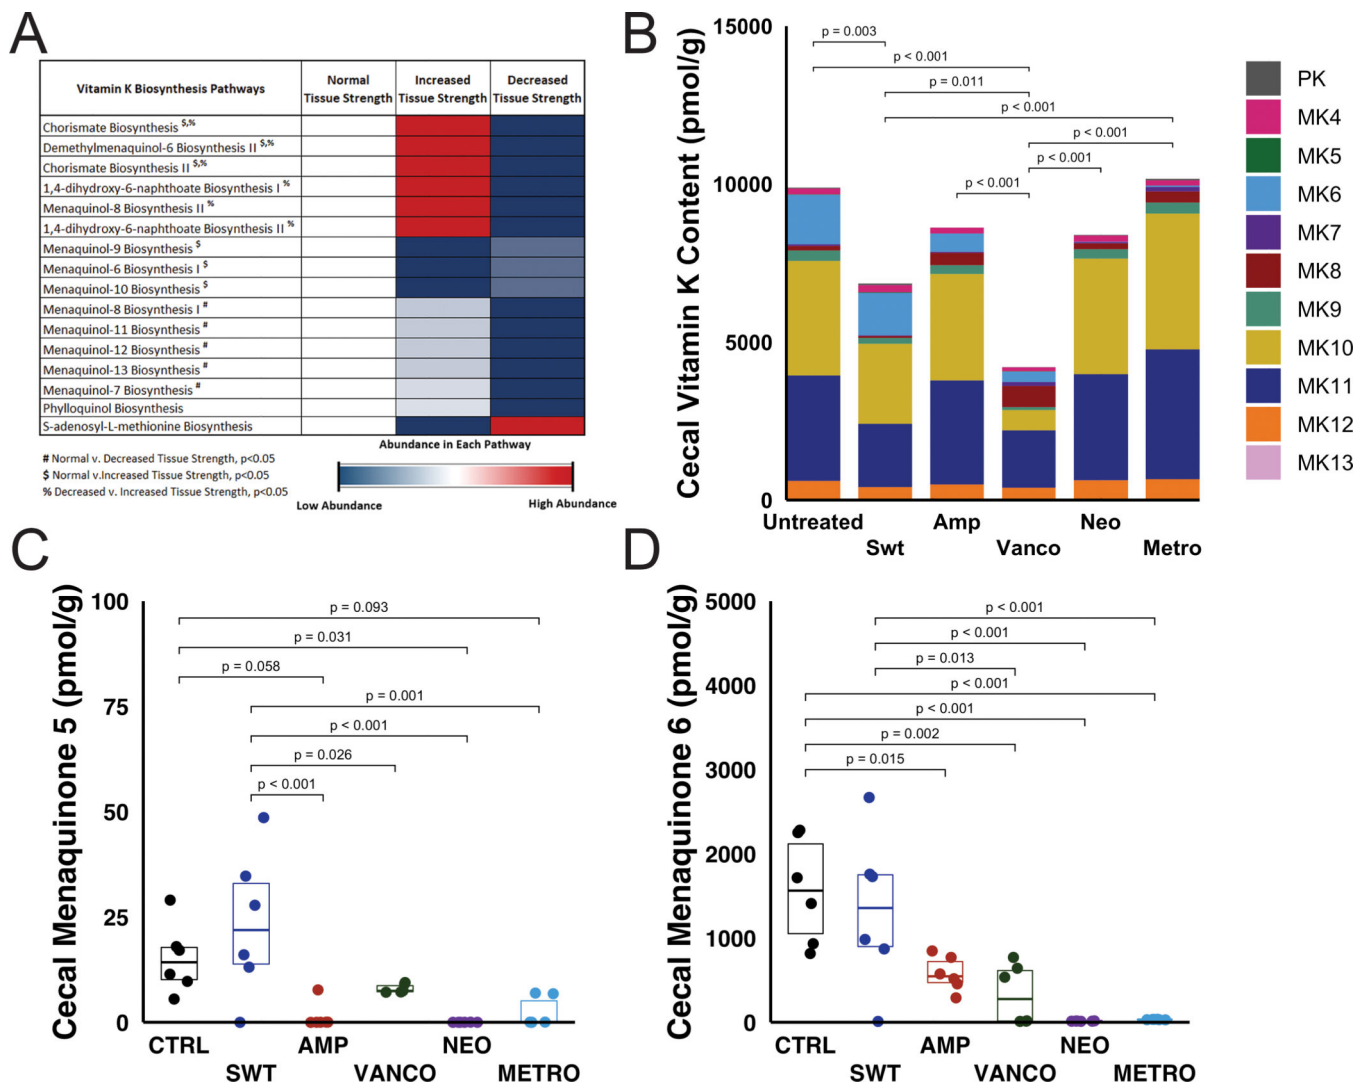 A
Vitamin K Biosynthesis Pathways
Normal
Tissue Strength
Increased
Tissue Strength
Decreased
Tissue Strength
Chorismate Biosynthesis $,%
Demethylmenaquinol-6 Biosynthesis II $,%
Chorismate Biosynthesis II $,%
1,4-dihydroxy-6-naphthoate Biosynthesis I %
Menaquinol-8 Biosynthesis II %
1,4-dihydroxy-6-naphthoate Biosynthesis II %
Menaquinol-9 Biosynthesis $
Menaquinol-6 Biosynthesis I $
Menaquinol-10 Biosynthesis $
Menaquinol-8 Biosynthesis I #
Menaquinol-11 Biosynthesis #
Menaquinol-12 Biosynthesis #
Menaquinol-13 Biosynthesis #
Menaquinol-7 Biosynthesis #
Phylloquinol Biosynthesis
S-adenosyl-L-methionine Biosynthesis
# Normal v. Decreased Tissue Strength, p<0.05
$ Normal v.Increased Tissue Strength, p<0.05
% Decreased v. Increased Tissue Strength, p<0.05
Abundance in Each Pathway
Low Abundance
High Abundance
B
Cecal Vitamin K Content (pmol/g)
15000
10000
5000
0
p = 0.003
p < 0.001
p = 0.011
p < 0.001
p < 0.001
p < 0.001
p < 0.001
Untreated
Swt
Amp
Vanco
Neo
Metro
PK
MK4
MK5
MK6
MK7
MK8
MK9
MK10
MK11
MK12
MK13
C
Cecal Menaquinone 5 (pmol/g)
100
75
50
25
0
p = 0.093
p = 0.031
p = 0.058
p = 0.001
p < 0.001
p = 0.026
p < 0.001
CTRL
SWT
AMP
VANCO
NEO
METRO
D
Cecal Menaquinone 6 (pmol/g)
5000
4000
3000
2000
1000
0
p < 0.001
p < 0.001
p = 0.013
p < 0.001
p < 0.001
p = 0.002
p = 0.015
CTRL
SWT
AMP
VANCO
NEO
METRO